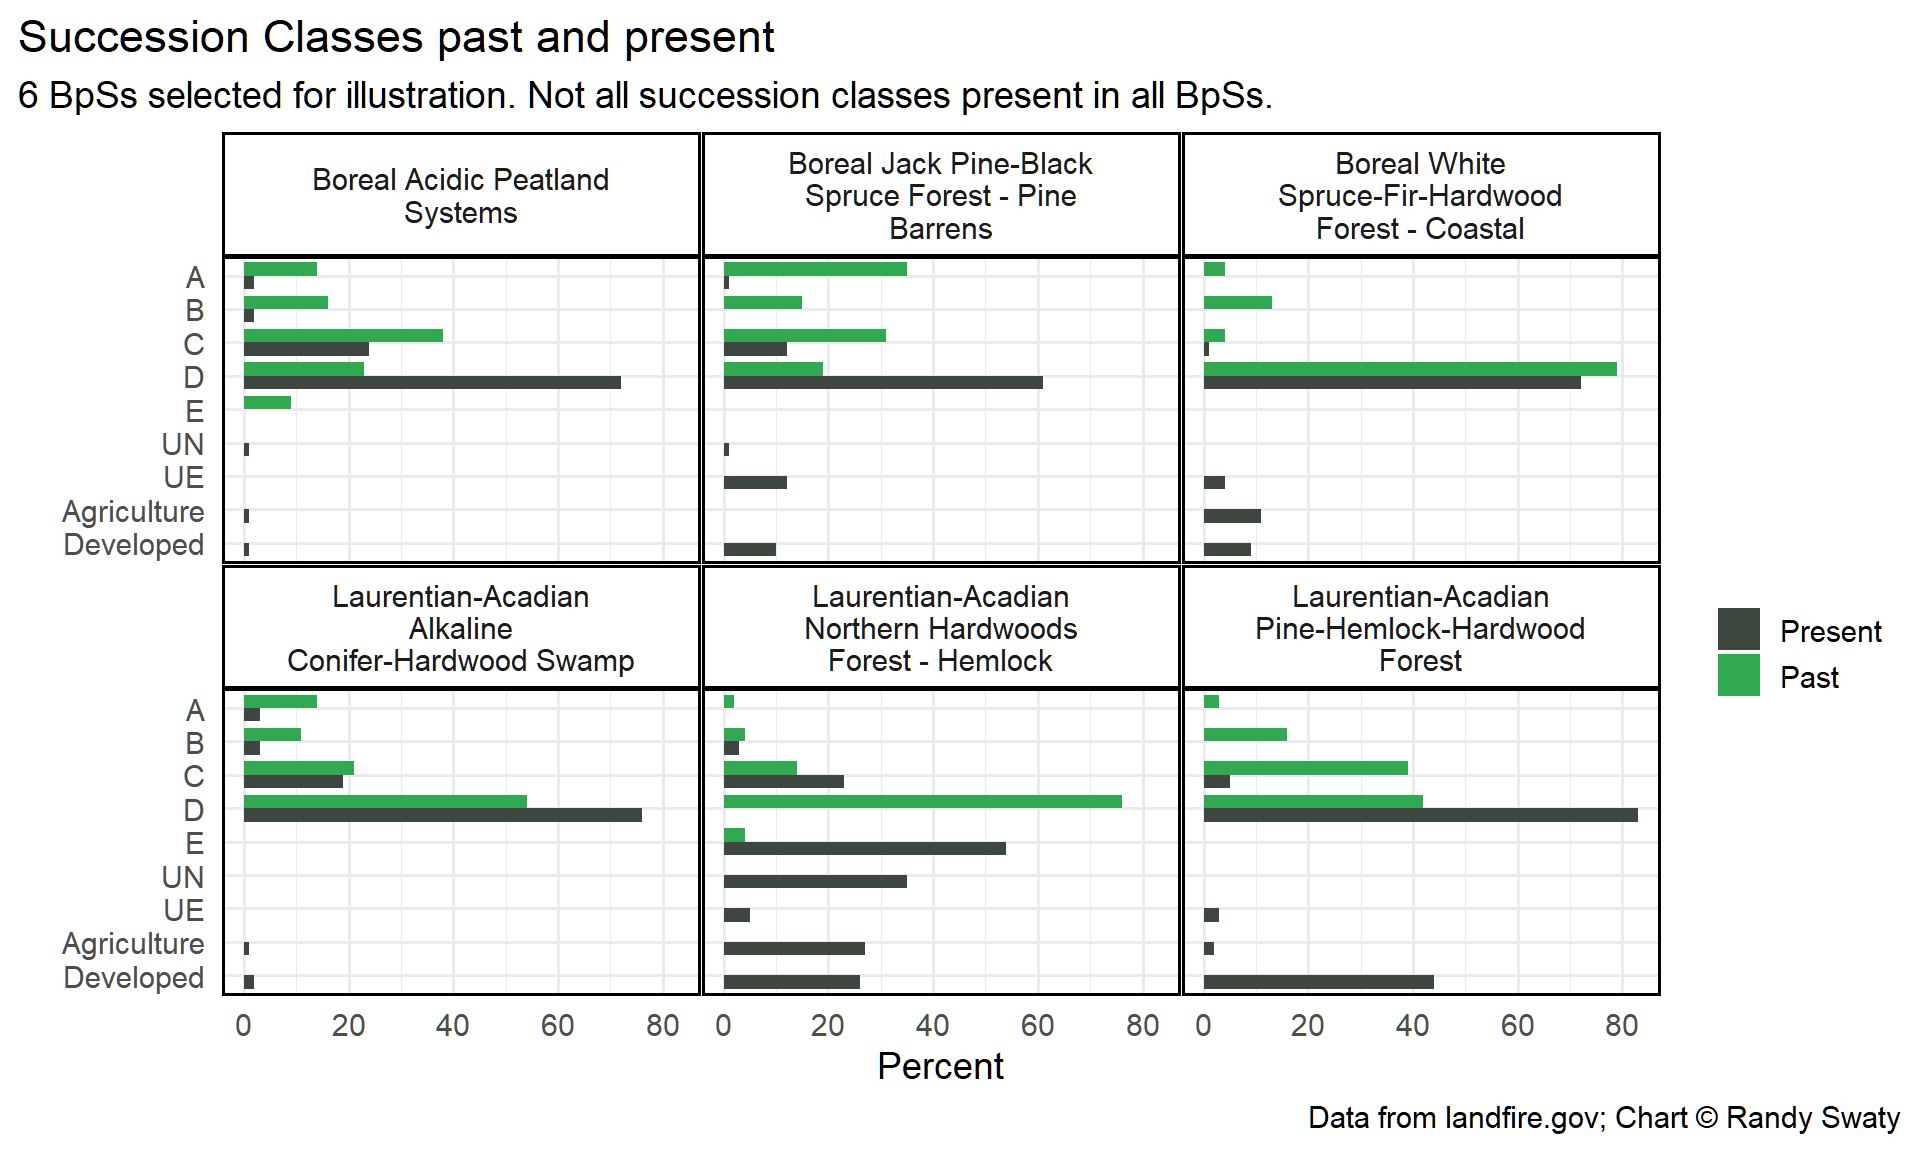 Succession Classes past and present
6 BpSs selected for illustration. Not all succession classes present in all BpSs.
Boreal Acidic Peatland
Systems
Boreal Jack Pine-Black
Spruce Forest - Pine
Barrens
Boreal White
Spruce-Fir-Hardwood
Forest - Coastal
A
B
C
D
E
UN
UE
Agriculture
Developed
Laurentian-Acadian
Alkaline
Conifer-Hardwood Swamp
Laurentian-Acadian
Northern Hardwoods
Forest - Hemlock
Laurentian-Acadian
Pine-Hemlock-Hardwood
Forest
A
B
C
D
E
UN
UE
Agriculture
Developed
0 20 40 60 80 0 20 40 60 80 0 20 40 60 80
Percent
Present
Past
Data from landfire.gov; Chart © Randy Swaty